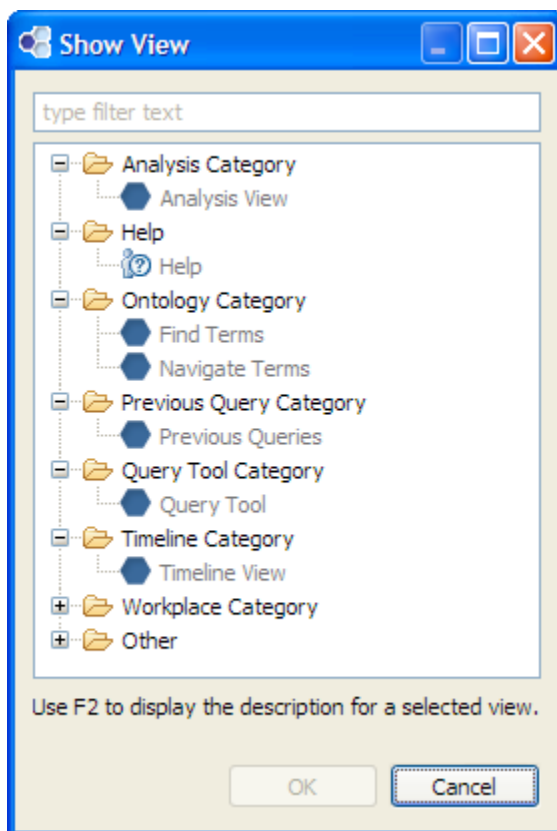 Show View
type filter text
Analysis Category
Analysis View
Help
Help
Ontology Category
Find Terms
Navigate Terms
Previous Query Category
Previous Queries
Query Tool Category
Query Tool
Timeline Category
Timeline View
Workplace Category
Other
Use F2 to display the description for a selected view.
OK Cancel